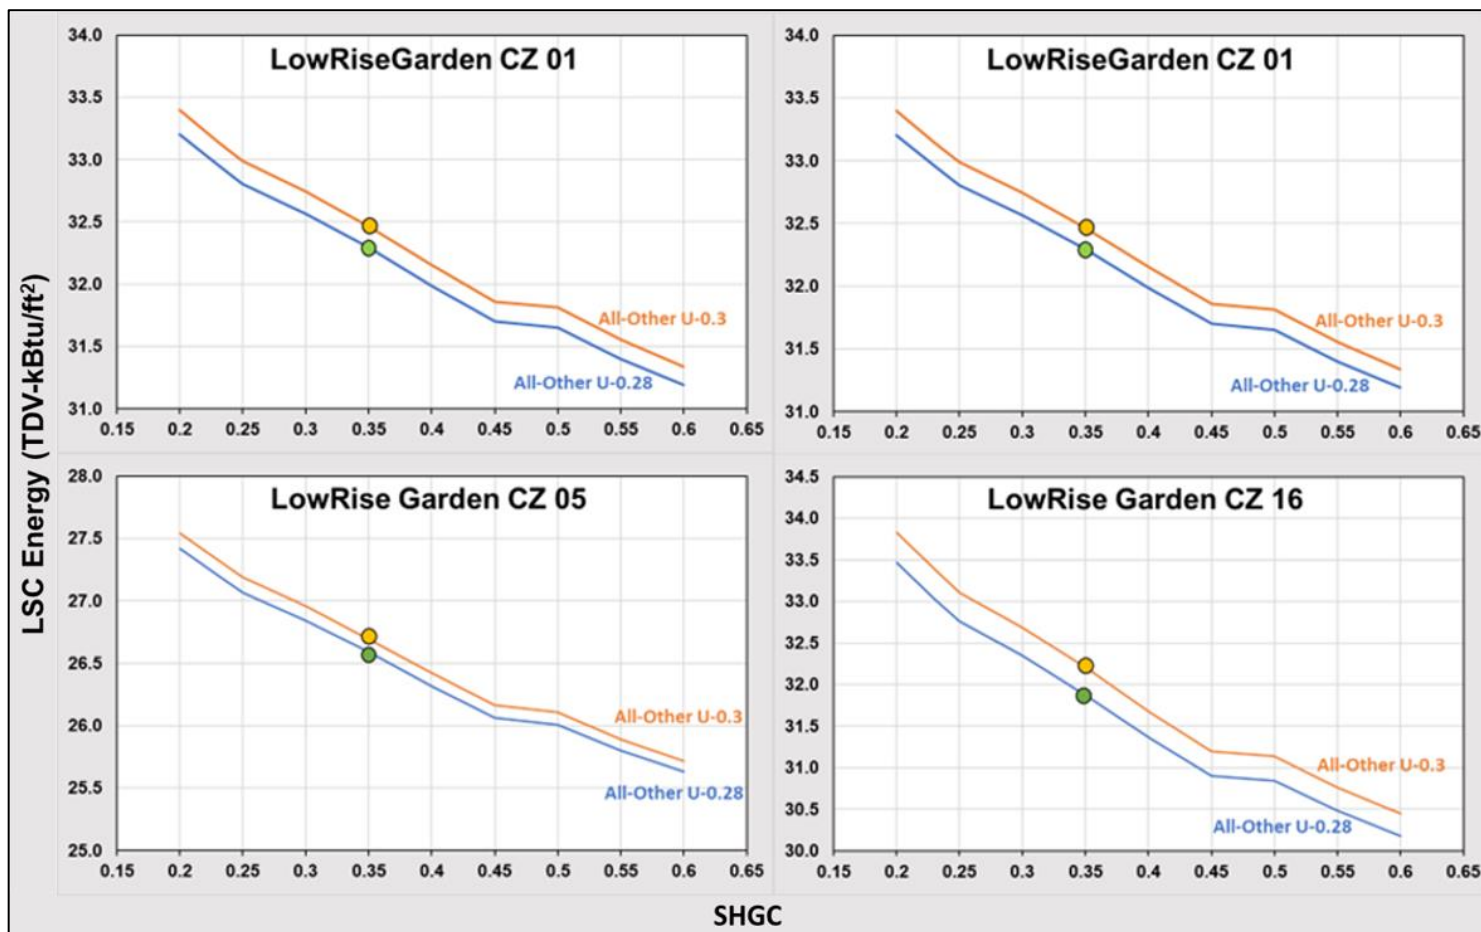 LSC Energy (TDV-kBtu/ft²)
LowRiseGarden CZ 01
34.0
33.5
33.0
32.5
32.0
31.5
31.0
All-Other U-0.3
All-Other U-0.28
0.15 0.2 0.25 0.3 0.35 0.4 0.45 0.5 0.55 0.6 0.65
LowRiseGarden CZ 01
34.0
33.5
33.0
32.5
32.0
31.5
31.0
All-Other U-0.3
All-Other U-0.28
0.15 0.2 0.25 0.3 0.35 0.4 0.45 0.5 0.55 0.6 0.65
LowRise Garden CZ 05
28.0
27.5
27.0
26.5
26.0
25.5
25.0
All-Other U-0.3
All-Other U-0.28
0.15 0.2 0.25 0.3 0.35 0.4 0.45 0.5 0.55 0.6 0.65
LowRise Garden CZ 16
34.5
34.0
33.5
33.0
32.5
32.0
31.5
31.0
30.5
30.0
All-Other U-0.3
All-Other U-0.28
0.15 0.2 0.25 0.3 0.35 0.4 0.45 0.5 0.55 0.6 0.65
SHGC